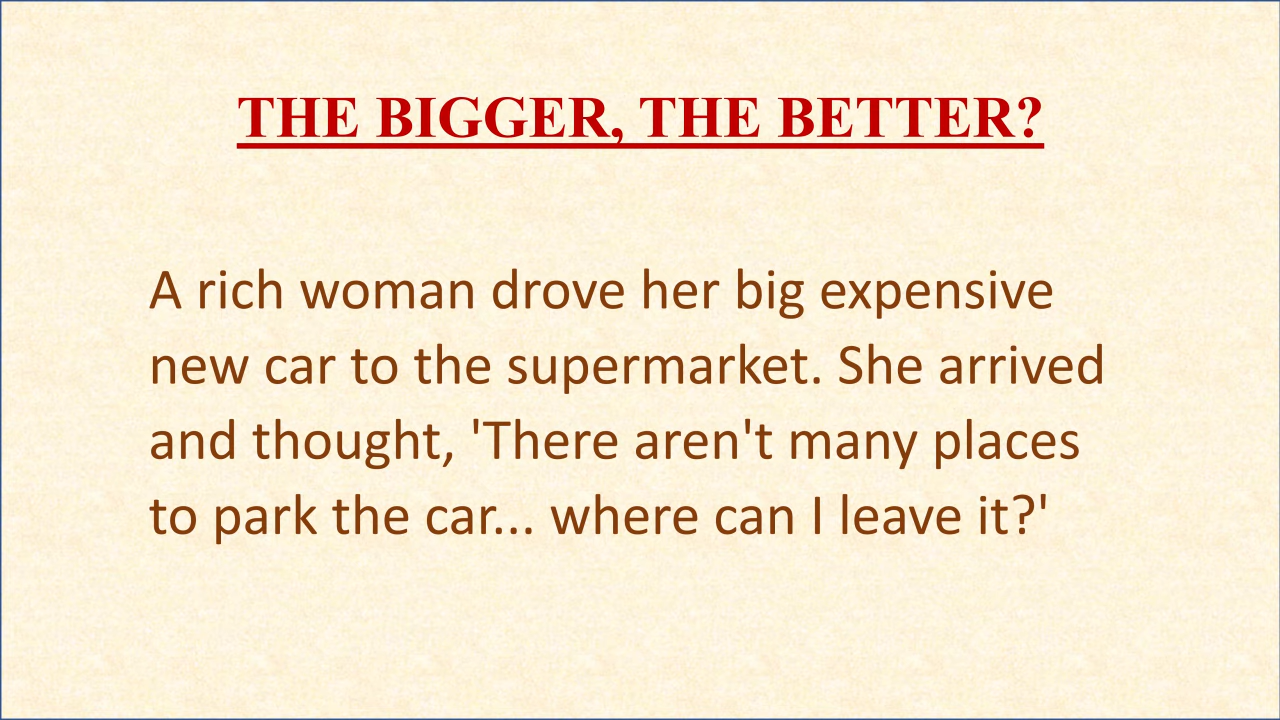 THE BIGGER, THE BETTER?
A rich woman drove her big expensive
new car to the supermarket. She arrived
and thought, 'There aren't many places
to park the car... where can I leave it?'